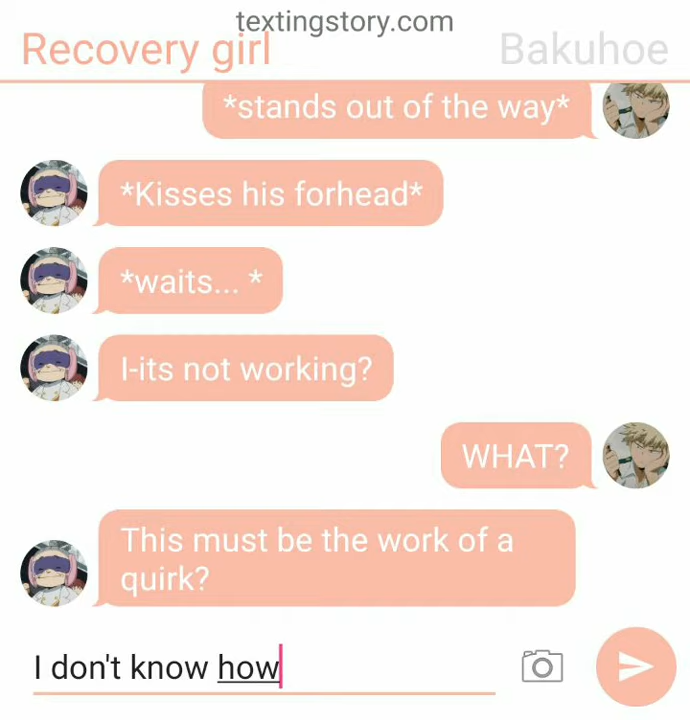 textingstory.com
Recovery girl
Bakuhoe
*stands out of the way*
*Kisses his forhead*
*waits... *
I-its not working?
WHAT?
This must be the work of a
quirk?
I don't know how